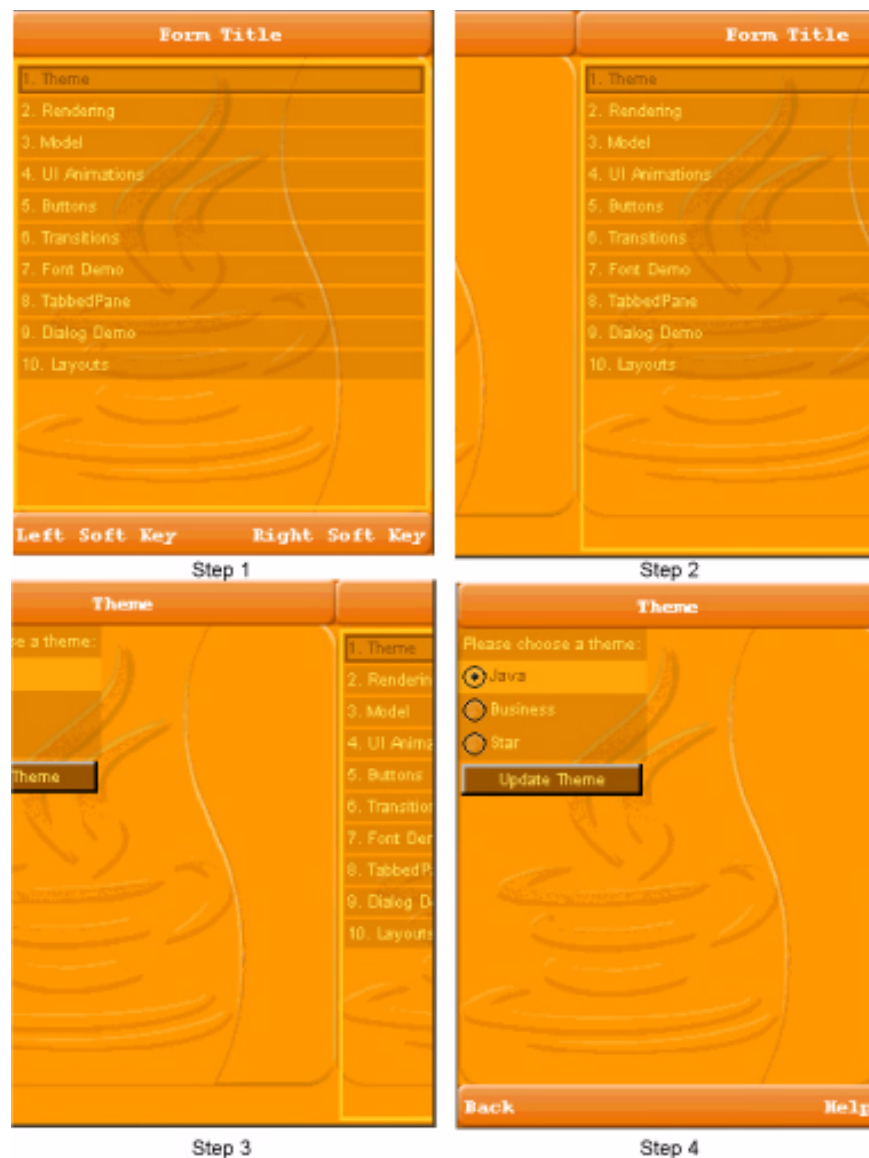 Form Title
1. Theme
2. Rendering
3. Model
4. UI Animations
5. Buttons
6. Transitions
7. Font Demo
8. TabbedPane
9. Dialog Demo
10. Layouts
Left Soft Key Right Soft Key
Step 1
Form Title
1. Theme
2. Rendering
3. Model
4. UI Animations
5. Buttons
6. Transitions
7. Font Demo
8. TabbedPane
9. Dialog Demo
10. Layouts
Step 2
Theme
se a theme:
Theme
1. Theme
2. Renderin
3. Model
4. UI Anima
5. Buttons
6. Transition
7. Font Der
8. TabbedP
9. Dialog D
10. Layouts
Step 3
Theme
Please choose a theme:
Java
Business
Star
Update Theme
Back Help
Step 4